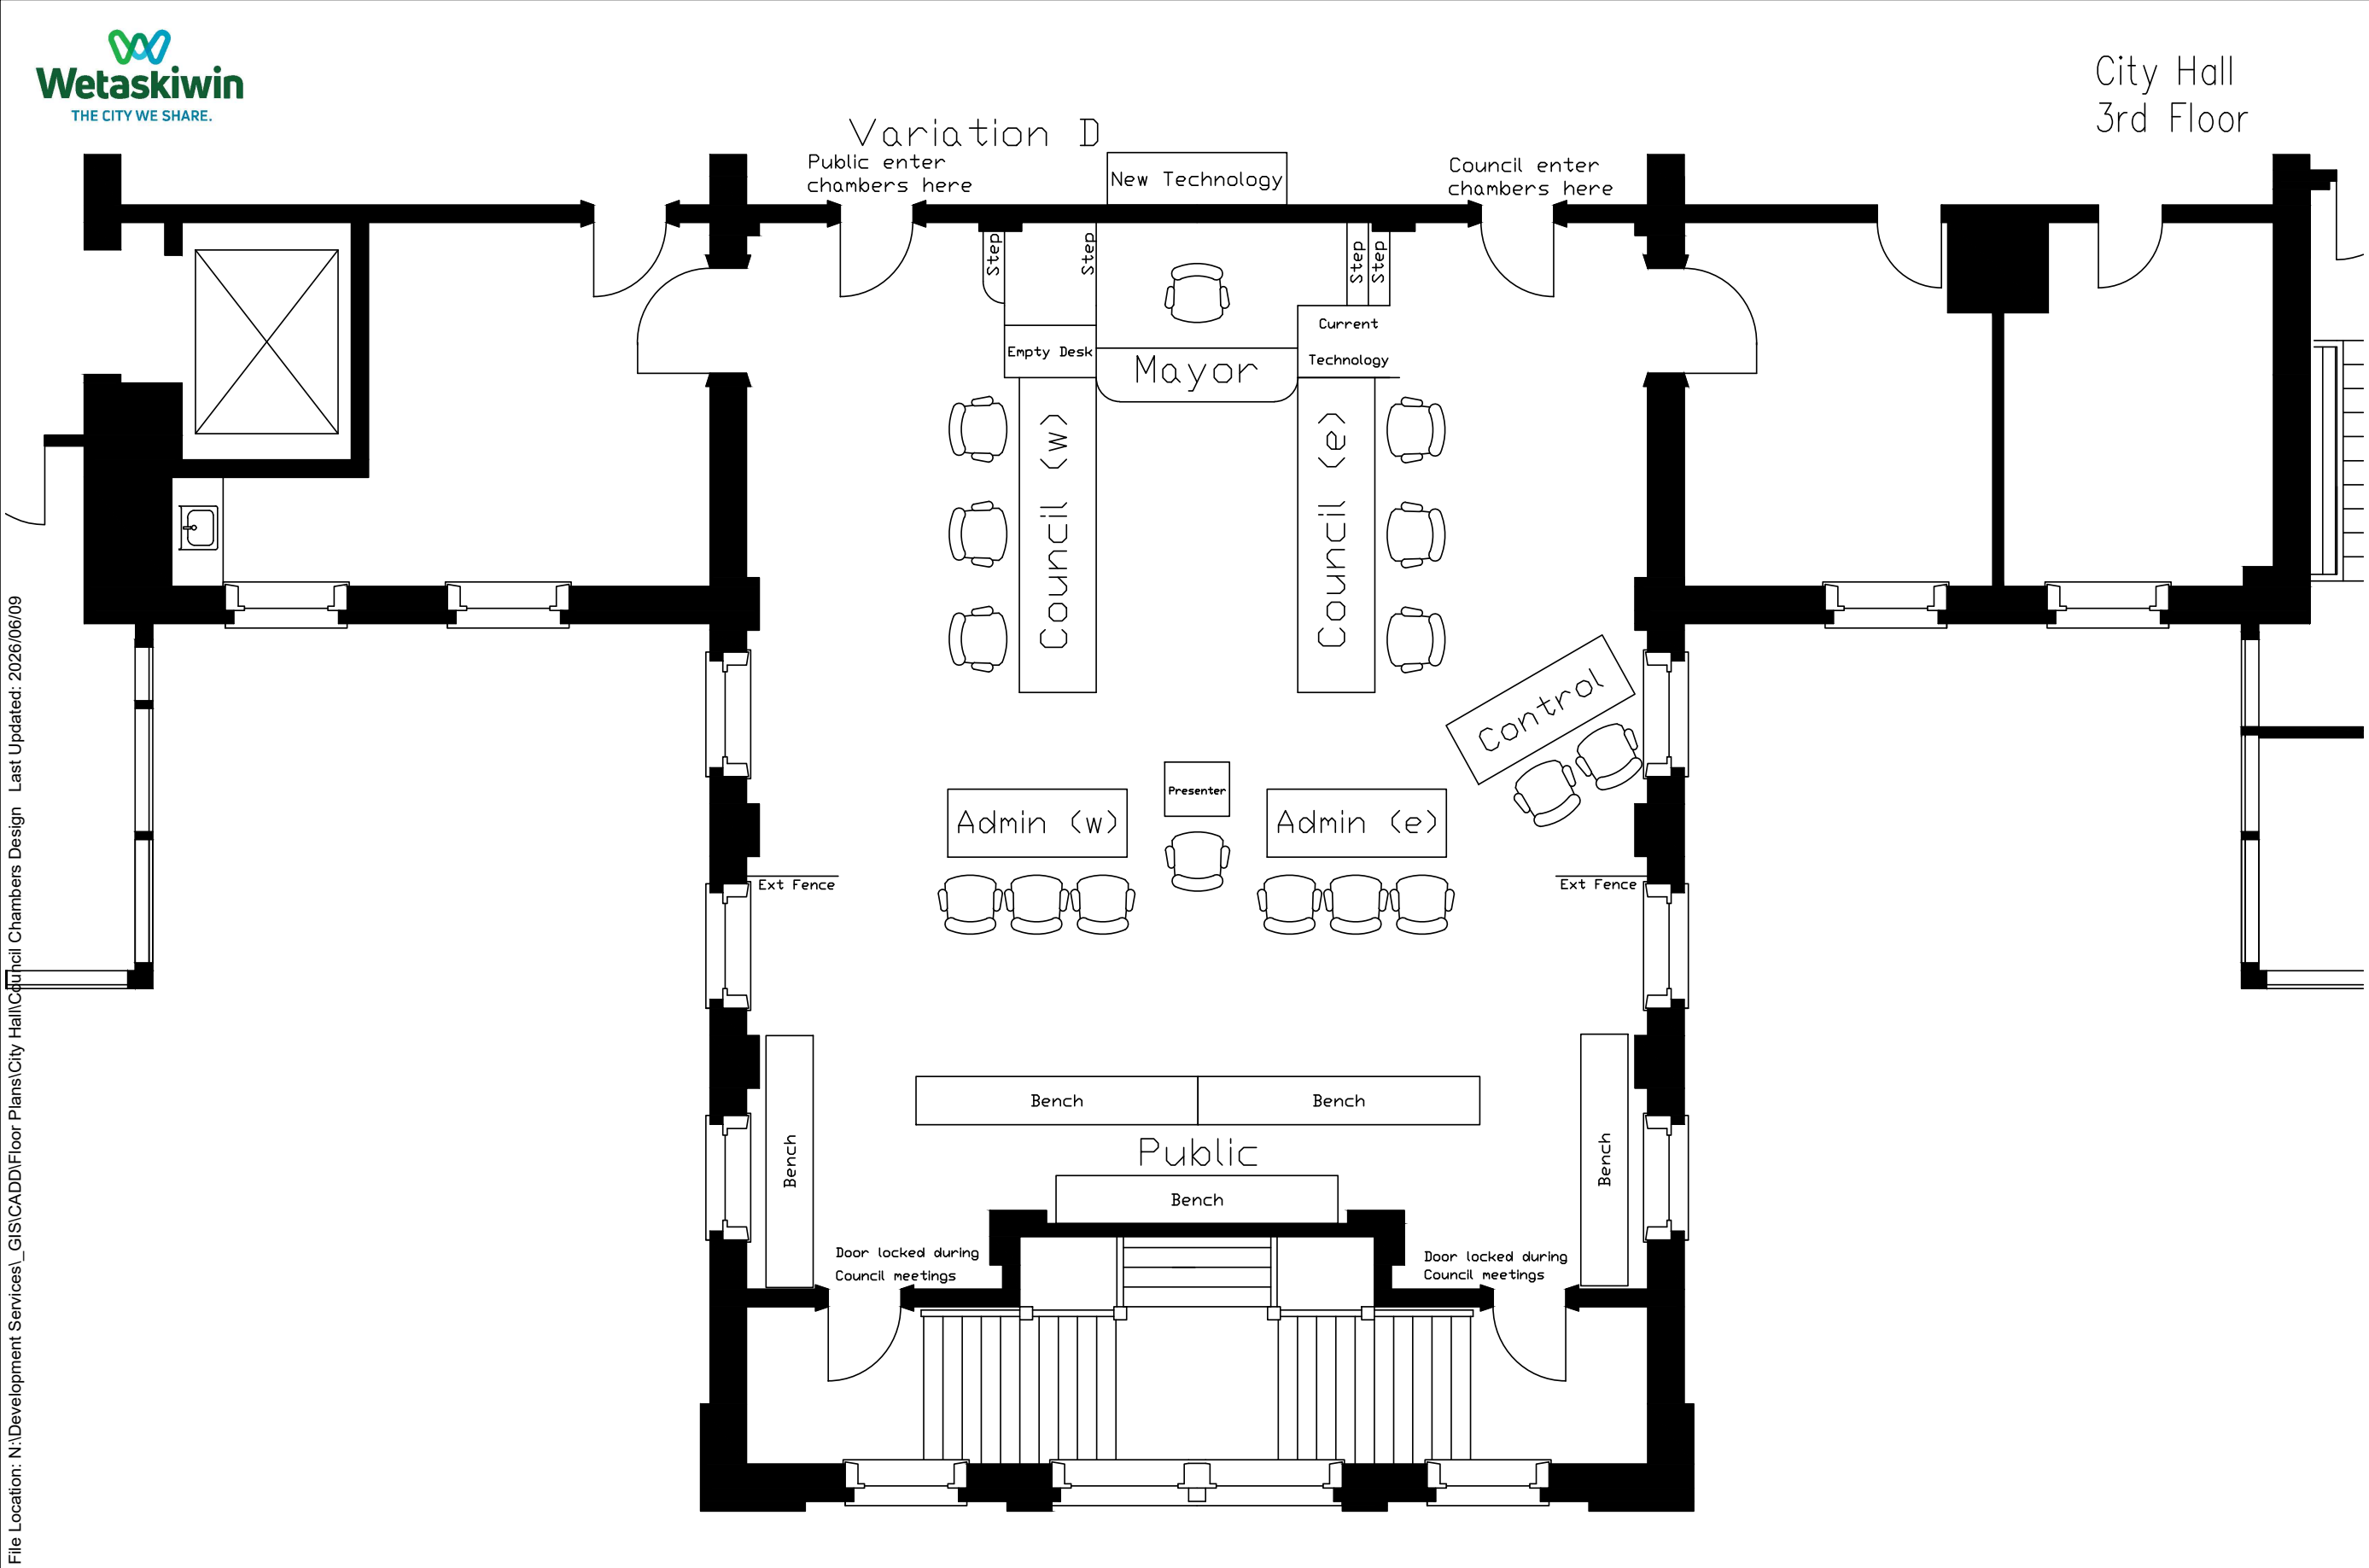 Wetaskiwin
THE CITY WE SHARE.
City Hall
3rd Floor
Variation D
Public enter
chambers here
New Technology
Council enter
chambers here
Step
Step
Step
Step
Current
Technology
Empty Desk
Mayor
Council (w)
Council (e)
Control
Presenter
Admin (w)
Admin (e)
Ext Fence
Ext Fence
Bench
Bench
Bench
Bench
Public
Bench
Door locked during
Council meetings
Door locked during
Council meetings
File Location: N:\Development Services\_GIS\CADD\Floor Plans\City Hall\Council Chambers Design Last Updated: 2026/06/09